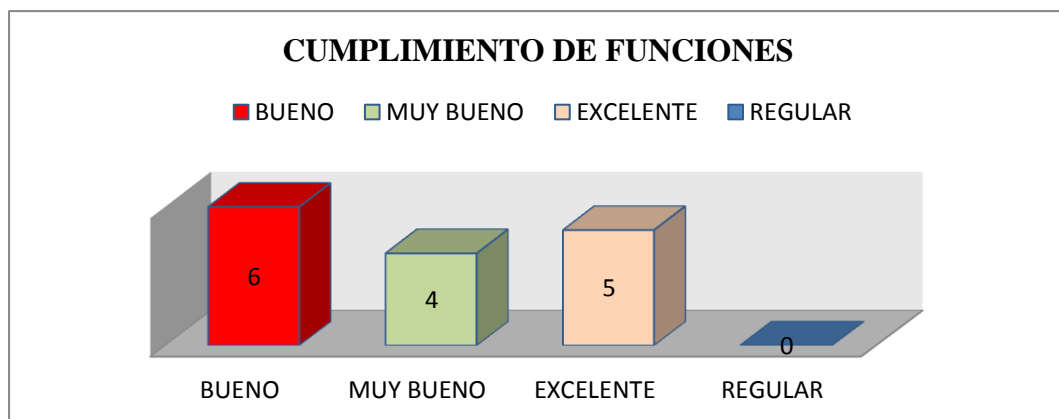 CUMPLIMIENTO DE FUNCIONES
BUENO MUY BUENO EXCELENTE REGULAR
6
4
5
0
BUENO MUY BUENO EXCELENTE REGULAR